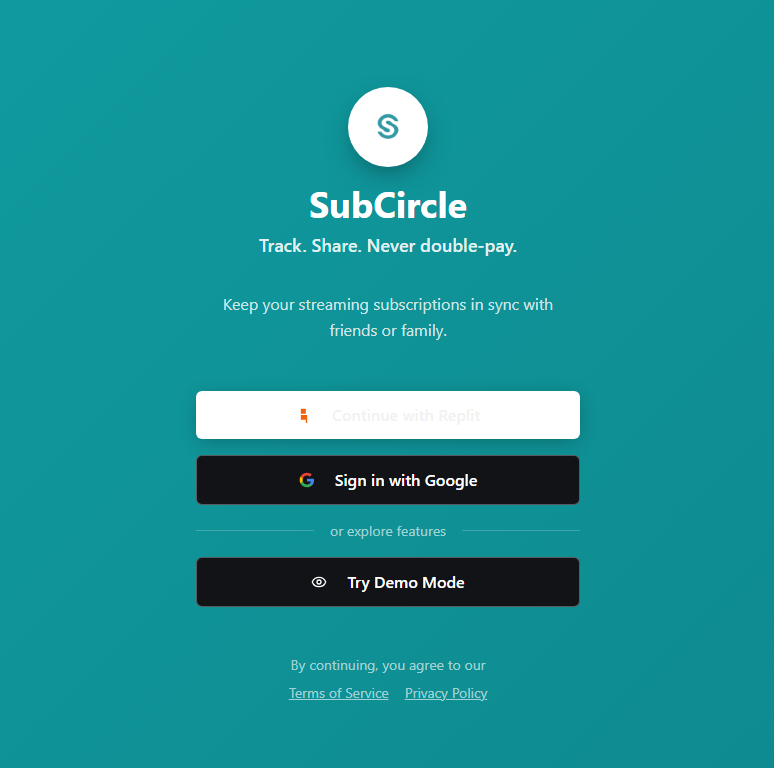 SubCircle
Track. Share. Never double-pay.
Keep your streaming subscriptions in sync with
friends or family.
Continue with Replit
Sign in with Google
or explore features
Try Demo Mode
By continuing, you agree to our
Terms of Service Privacy Policy